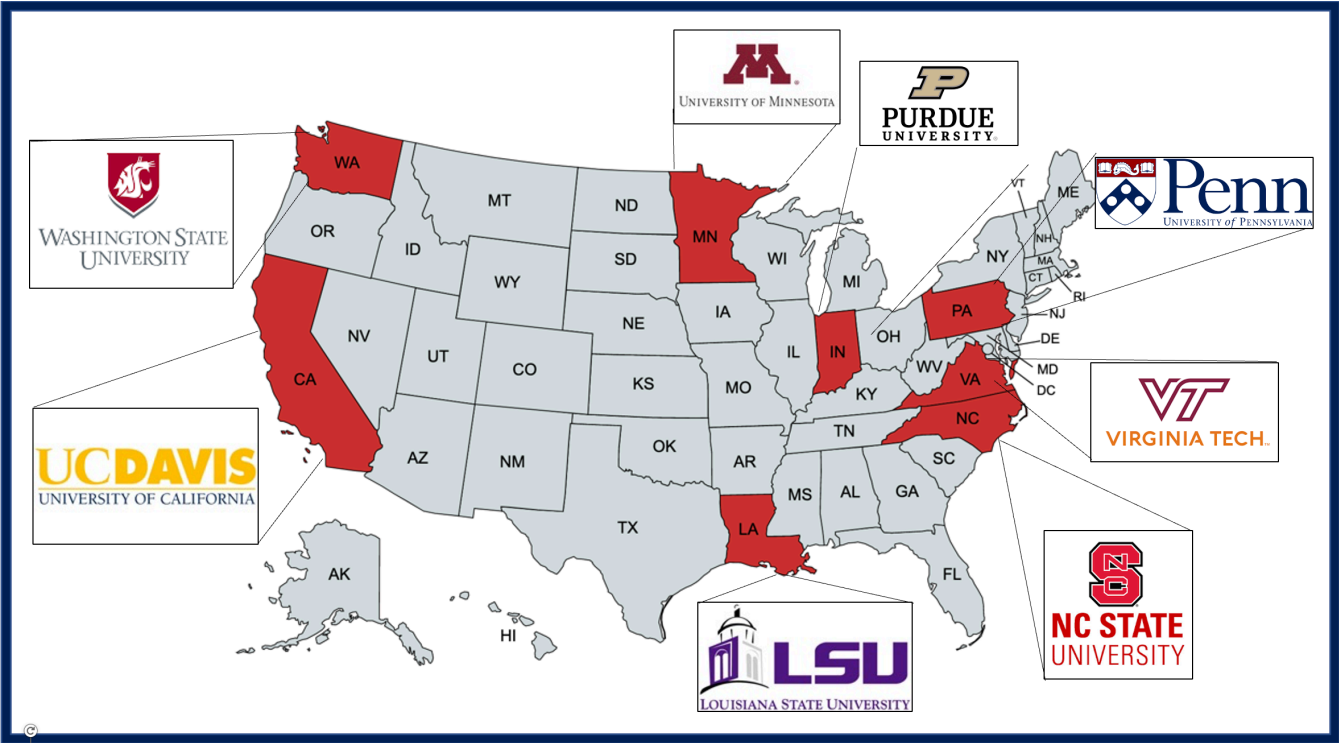 M
UNIVERSITY OF MINNESOTA
P
PURDUE
UNIVERSITY
WASHINGTON STATE
UNIVERSITY
Penn
UNIVERSITY of PENNSYLVANIA
UCDAVIS
UNIVERSITY OF CALIFORNIA
VT
VIRGINIA TECH
NC STATE
UNIVERSITY
LSU
LOUISIANA STATE UNIVERSITY
WA
MT
ND
MN
OR
ID
WY
SD
WI
MI
NY
VT
NH
ME
MA
CT
RI
CA
NV
UT
CO
NE
IA
IL
IN
OH
PA
NJ
DE
MD
DC
KS
MO
KY
WV
VA
AZ
NM
OK
AR
TN
NC
SC
TX
LA
MS
AL
GA
FL
AK
HI
S
N C